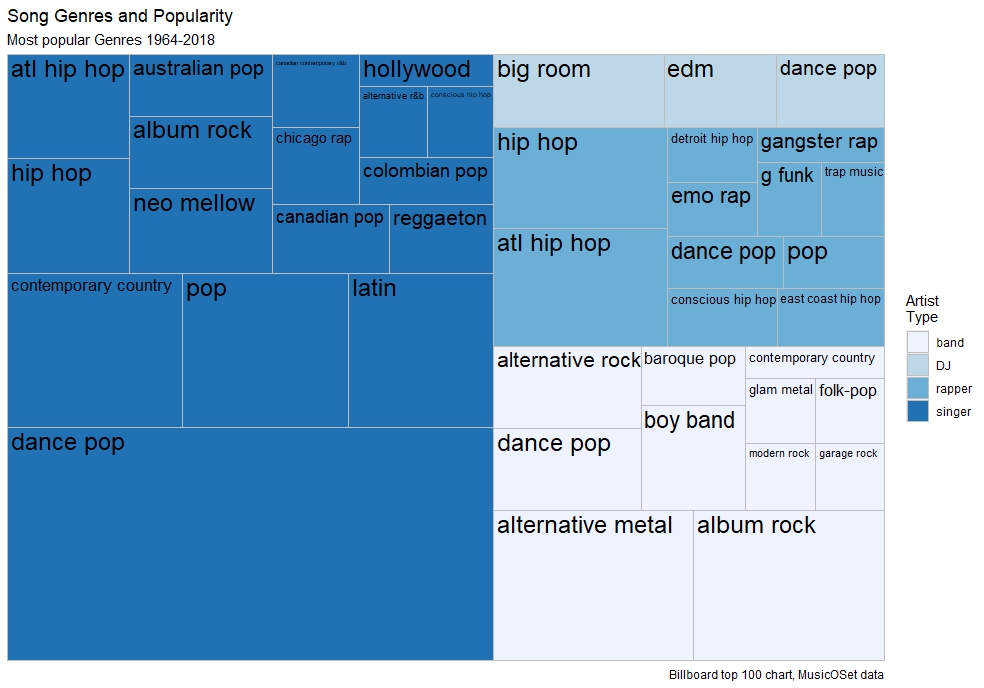 Song Genres and Popularity
Most popular Genres 1964-2018
atl hip hop
australian pop
canadian contemporary r&b
hollywood
alternative r&b
conscious hip hop
album rock
chicago rap
hip hop
colombian pop
neo mellow
canadian pop
reggaeton
contemporary country
pop
latin
dance pop
big room
edm
dance pop
hip hop
detroit hip hop
gangster rap
g funk
trap music
emo rap
atl hip hop
dance pop
pop
conscious hip hop
east coast hip hop
alternative rock
baroque pop
contemporary country
glam metal
folk-pop
boy band
dance pop
modern rock
garage rock
alternative metal
album rock
Artist
Type
band
DJ
rapper
singer
Billboard top 100 chart, MusicOSet data